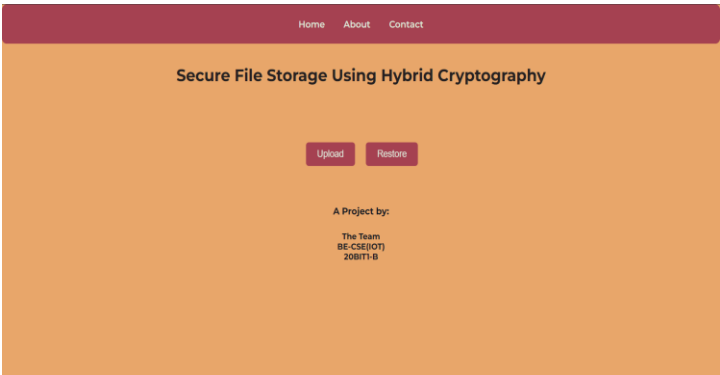 Home About Contact
Secure File Storage Using Hybrid Cryptography
Upload Restore
A Project by:
The Team
BE-CSE(IOT)
20BIT1-B